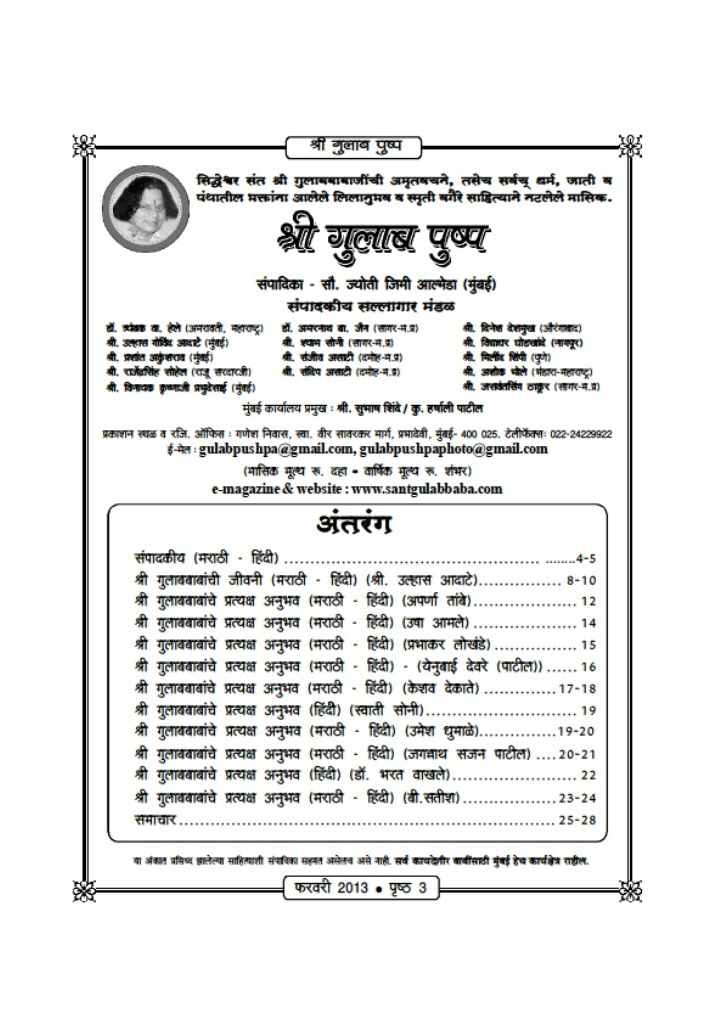 श्री गुलाब पुष्प
सिद्धेश्वर संत श्री गुलाबबाबाजींची अमृतवचने, तसेच सर्वच् धर्म, जाती व
पंथातील भक्तांना आलेले लिलानुभव व स्मृती वगैरे साहित्याने नटलेले मासिक.
श्री गुलाब पुष्प
संपादिका - सौ. ज्योती जिमी आल्मेडा (मुंबई)
संपादकीय सल्लागार मंडळ
डॉ. त्र्यंबक वा. हेले (अमरावती, महाराष्ट्र) डॉ. अमरनाथ बा. जैन (सागर-म.प्र) श्री. दिनेश देशमुख (औरंगाबाद)
श्री. उल्हास गोविंद आदाटे (मुंबई) श्री. श्याम सोनी (सागर-म.प्र) श्री. विद्याधर घोडखांदे (नागपूर)
श्री. प्रशांत अकुंशराव (मुंबई) श्री. संजीव असाटी (दमोह-म.प्र) श्री. मिलींद शिंपी (पुणे)
श्री. राजेंद्रसिंह सोहेल (राजू सरदारजी) श्री. संदिप असाटी (दमोह-म.प्र) श्री. अशोक भोले (भंडारा-महाराष्ट्र)
श्री. विनायक कृष्णाजी प्रभुदेसाई (मुंबई) श्री. जसवंतसिंग ठाकूर (सागर-म.प्र)
मुंबई कार्यालय प्रमुख : श्री. सुभाष शिंदे / कु. हर्षाली पाटील
प्रकाशन स्थळ व रजि. ऑफिस : गणेश निवास, स्वा. वीर सावरकर मार्ग, प्रभादेवी, मुंबई- 400 025. टेलीफॅक्सः 022-24229922
ई-मेल : gulabpushpa@gmail.com, gulabpushpaphoto@gmail.com
(मासिक मूल्य रू. दहा • वार्षिक मूल्य रू. शंभर)
e-magazine & website : www.santgulabbaba.com
अंतरंग
संपादकीय (मराठी - हिंदी) ........................................ ........4-5
श्री गुलाबबाबांची जीवनी (मराठी - हिंदी) (श्री. उल्हास आदाटे)................ 8-10
श्री गुलाबबाबांचे प्रत्यक्ष अनुभव (मराठी - हिंदी) (अपर्णा तांबे)..................... 12
श्री गुलाबबाबांचे प्रत्यक्ष अनुभव (मराठी - हिंदी) (उषा आमले) ..................... 14
श्री गुलाबबाबांचे प्रत्यक्ष अनुभव (मराठी - हिंदी) (प्रभाकर लोखंडे)................. 15
श्री गुलाबबाबांचे प्रत्यक्ष अनुभव (मराठी - हिंदी) - (येनुबाई देवरे (पाटील)) ...... 16
श्री गुलाबबाबांचे प्रत्यक्ष अनुभव (मराठी - हिंदी) (केशव देकाते) ..............17-18
श्री गुलाबबाबांचे प्रत्यक्ष अनुभव (हिंदी) (स्वाती सोनी).............................. 19
श्री गुलाबबाबांचे प्रत्यक्ष अनुभव (मराठी - हिंदी) (उमेश धुमाळे)...............19-20
श्री गुलाबबाबांचे प्रत्यक्ष अनुभव (मराठी - हिंदी) (जगन्नाथ सजन पाटील) ....20-21
श्री गुलाबबाबांचे प्रत्यक्ष अनुभव (हिंदी) (डॉ. भरत वाखले)......................... 22
श्री गुलाबबाबांचे प्रत्यक्ष अनुभव (मराठी - हिंदी) (बी.सतीश)..................23-24
समाचार..........................................................................25-28
या अंकात प्रसिध्द झालेल्या साहित्याशी संपादिका सहमत असेलच असे नाही. सर्व कायदेशीर बाबींसाठी मुंबई हेच कार्यक्षेत्र राहील.
फरवरी 2013 • पृष्ठ 3